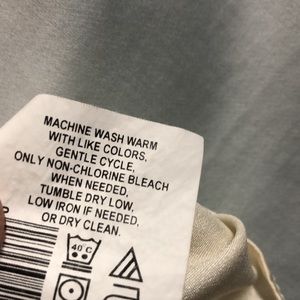 MACHINE WASH WARM
WITH LIKE COLORS,
GENTLE CYCLE,
ONLY NON-CHLORINE BLEACH
WHEN NEEDED,
TUMBLE DRY LOW,
LOW IRON IF NEEDED,
OR DRY CLEAN.
40°C